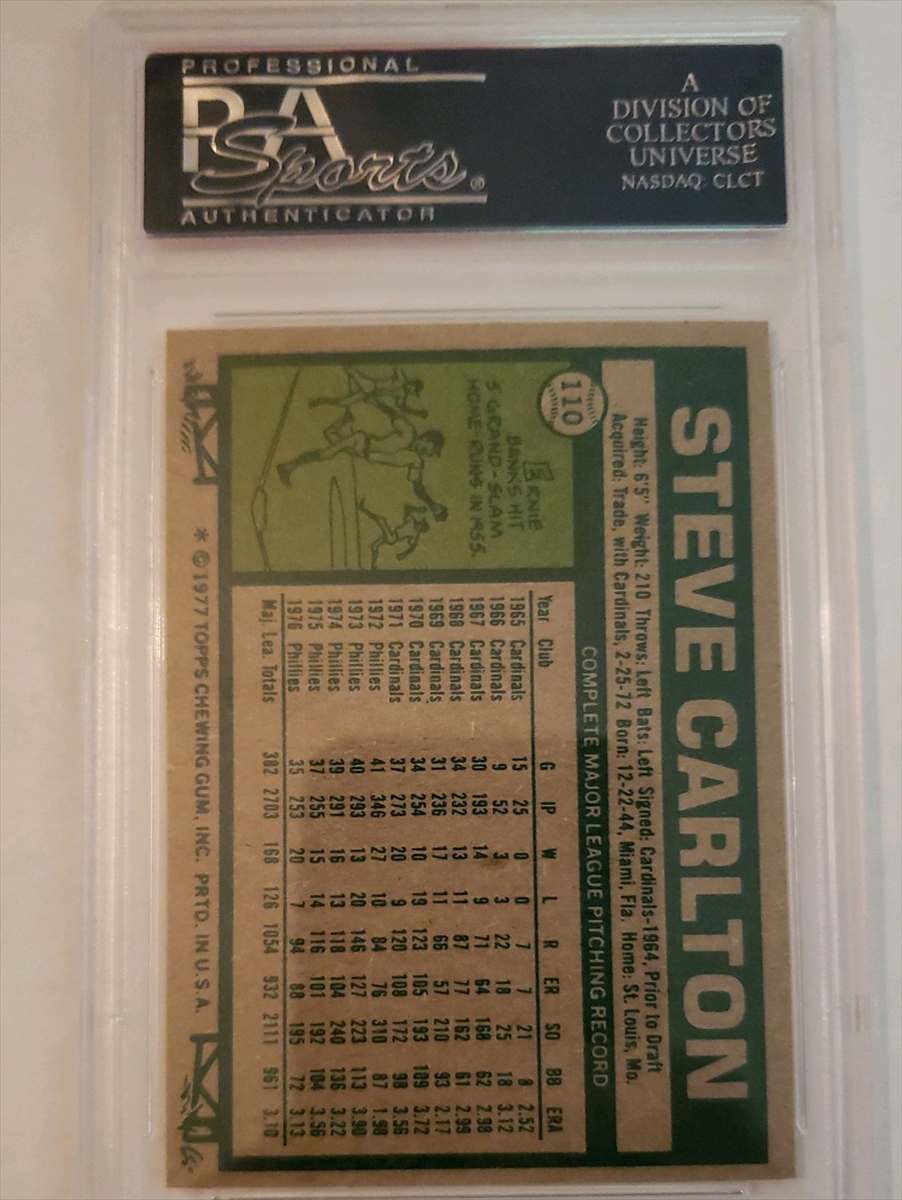 PROFESSIONAL
PSA
Sports®
AUTHENTICATOR
A
DIVISION OF
COLLECTORS
UNIVERSE
NASDAQ: CLCT
STEVE CARLTON
Height: 6'5" Weight: 210 Throws: Left Bats: Left Signed: Cardinals-1964, Prior to Draft
Acquired: Trade, with Cardinals, 2-25-72 Born: 12-22-44, Miami, Fla. Home: St. Louis, Mo.
110
COMPLETE MAJOR LEAGUE PITCHING RECORD
ERNIE
BANKS HIT
5 GRAND-SLAM
HOME-RUNS IN 1955.
Year Club G IP W L R ER SO BB ERA
1965 Cardinals 15 25 0 0 7 7 21 8 2.52
1966 Cardinals 9 52 3 3 22 18 25 18 3.12
1967 Cardinals 30 193 14 9 71 64 168 62 2.98
1968 Cardinals 34 232 13 11 87 77 162 61 2.99
1969 Cardinals 31 236 17 11 66 57 210 93 2.17
1970 Cardinals 34 254 10 19 123 105 193 109 3.72
1971 Cardinals 37 273 20 9 120 108 172 98 3.56
1972 Phillies 41 346 27 10 84 76 310 87 1.98
1973 Phillies 40 293 13 20 146 127 223 113 3.90
1974 Phillies 39 291 16 13 118 104 240 136 3.22
1975 Phillies 37 255 15 14 116 101 192 104 3.56
1976 Phillies 35 253 20 7 94 88 195 72 3.13
Maj. Lea. Totals 382 2703 168 126 1054 932 2111 961 3.10
* © 1977 TOPPS CHEWING GUM, INC. PRTD. IN U.S.A.